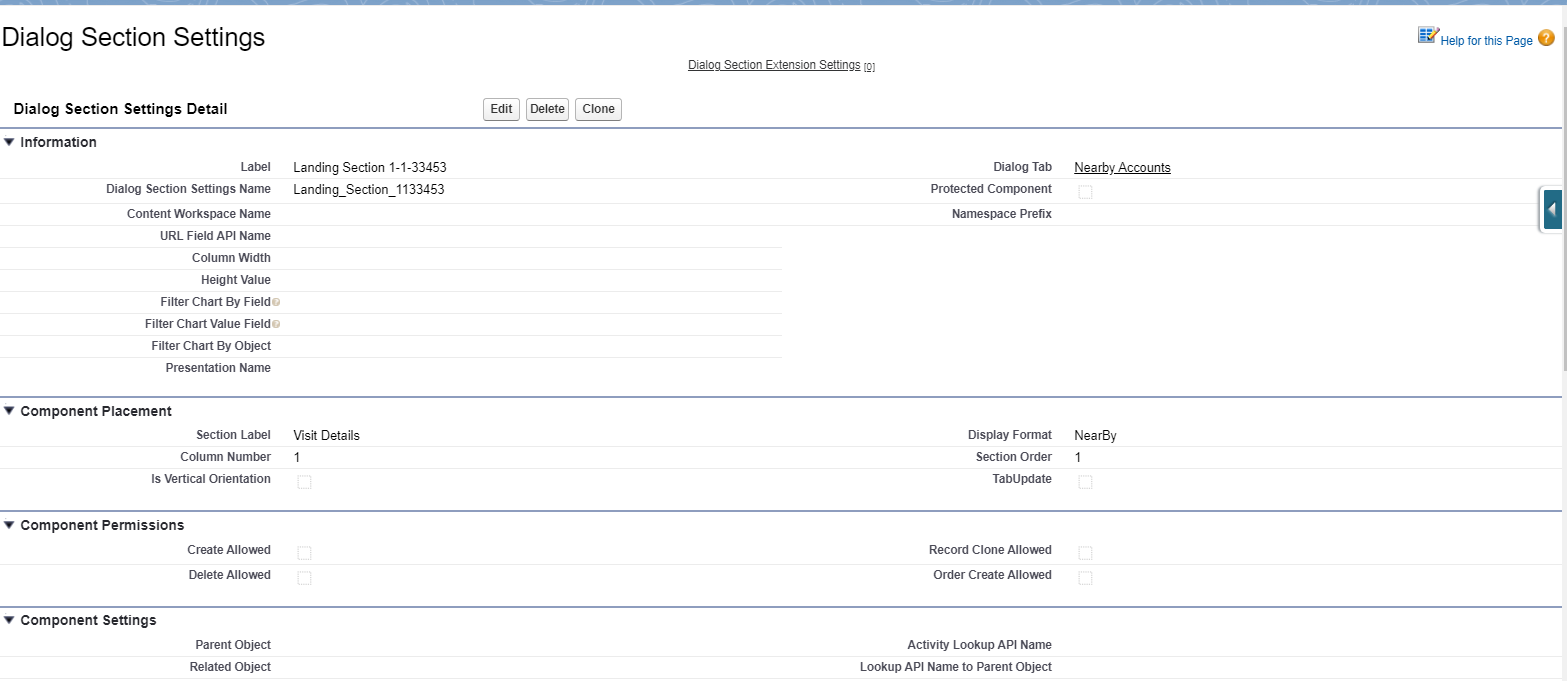 Dialog Section Settings
Help for this Page ?
Dialog Section Extension Settings [0]
Dialog Section Settings Detail Edit Delete Clone
Information
Label Landing Section 1-1-33453 Dialog Tab Nearby Accounts
Dialog Section Settings Name Landing_Section_1133453 Protected Component
Content Workspace Name Namespace Prefix
URL Field API Name
Column Width
Height Value
Filter Chart By Field ?
Filter Chart Value Field ?
Filter Chart By Object
Presentation Name
Component Placement
Section Label Visit Details Display Format NearBy
Column Number 1 Section Order 1
Is Vertical Orientation TabUpdate
Component Permissions
Create Allowed Record Clone Allowed
Delete Allowed Order Create Allowed
Component Settings
Parent Object Activity Lookup API Name
Related Object Lookup API Name to Parent Object